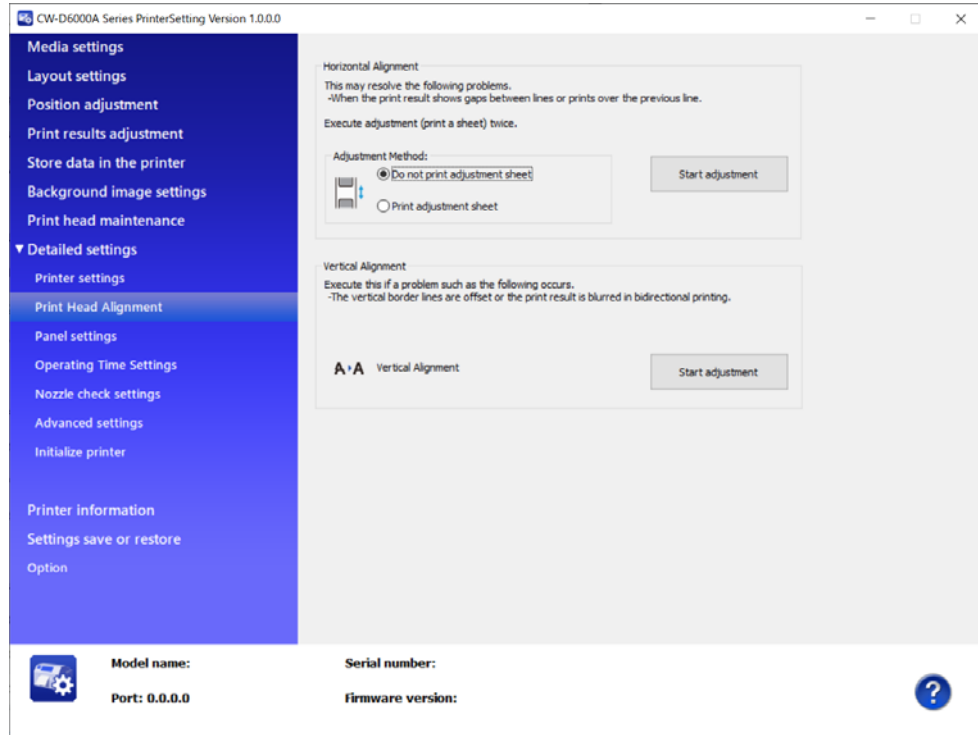 CW-D6000A Series PrinterSetting Version 1.0.0.0
Media settings
Layout settings
Position adjustment
Print results adjustment
Store data in the printer
Background image settings
Print head maintenance
Detailed settings
Printer settings
Print Head Alignment
Panel settings
Operating Time Settings
Nozzle check settings
Advanced settings
Initialize printer
Printer information
Settings save or restore
Option
Horizontal Alignment
This may resolve the following problems.
-When the print result shows gaps between lines or prints over the previous line.
Execute adjustment (print a sheet) twice.
Adjustment Method:
Do not print adjustment sheet
Print adjustment sheet
Start adjustment
Vertical Alignment
Execute this if a problem such as the following occurs.
-The vertical border lines are offset or the print result is blurred in bidirectional printing.
A A Vertical Alignment
Start adjustment
Model name:
Serial number:
Port: 0.0.0.0
Firmware version:
?